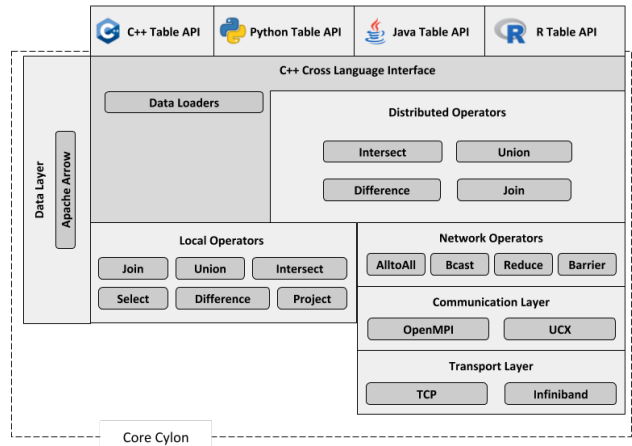 C++ Table API
Python Table API
Java Table API
R Table API
C++ Cross Language Interface
Data Loaders
Distributed Operators
Intersect
Union
Difference
Join
Data Layer
Apache Arrow
Local Operators
Join
Union
Intersect
Select
Difference
Project
Network Operators
AlltoAll
Bcast
Reduce
Barrier
Communication Layer
OpenMPI
UCX
Transport Layer
TCP
Infiniband
Core Cylon